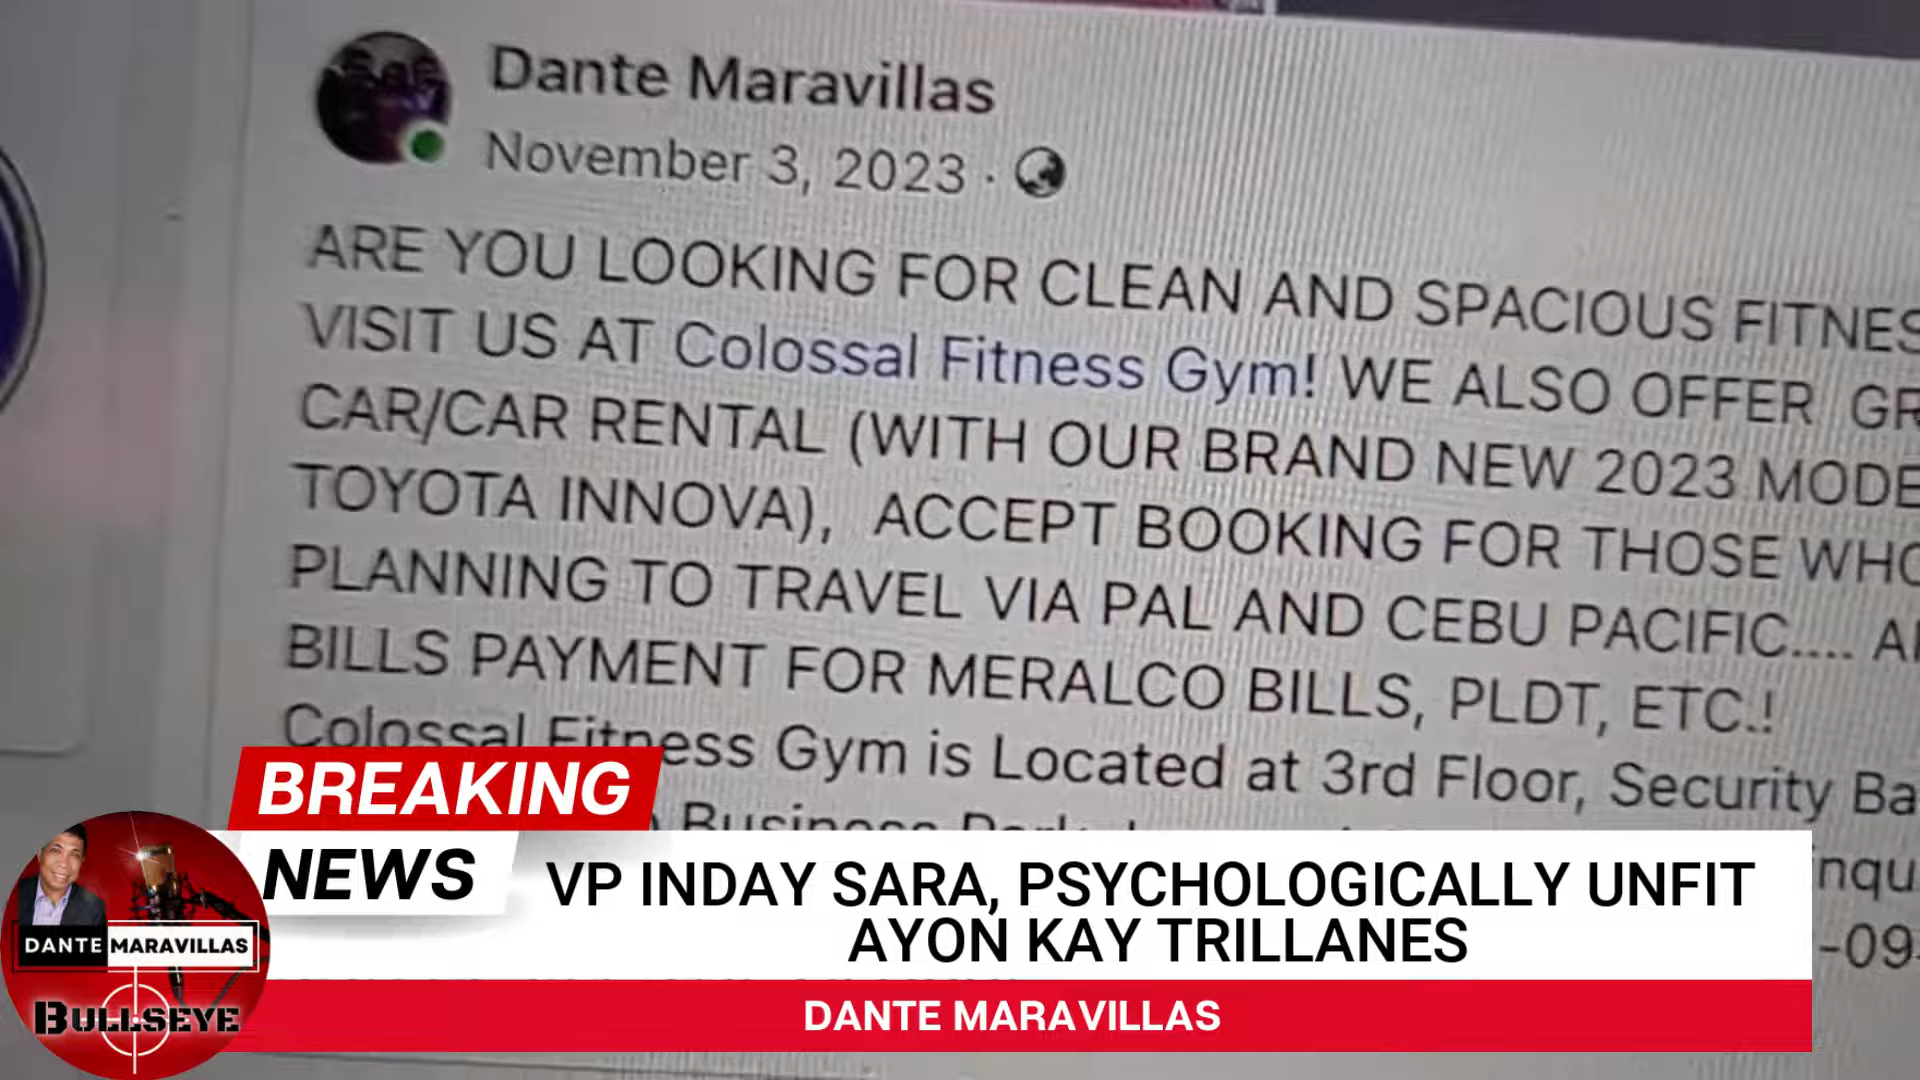 Dante Maravillas
November 3, 2023 ·
ARE YOU LOOKING FOR CLEAN AND SPACIOUS FITNES
VISIT US AT Colossal Fitness Gym! WE ALSO OFFER GR
CAR/CAR RENTAL (WITH OUR BRAND NEW 2023 MODE
TOYOTA INNOVA), ACCEPT BOOKING FOR THOSE WHO
PLANNING TO TRAVEL VIA PAL AND CEBU PACIFIC....
BILLS PAYMENT FOR MERALCO BILLS, PLDT, ETC.!
Colossal Fitness Gym is Located at 3rd Floor, Security Ba
Business
inqu
-09
BREAKING
NEWS
VP INDAY SARA, PSYCHOLOGICALLY UNFIT
AYON KAY TRILLANES
DANTE MARAVILLAS
DANTE MARAVILLAS
BULLSEYE